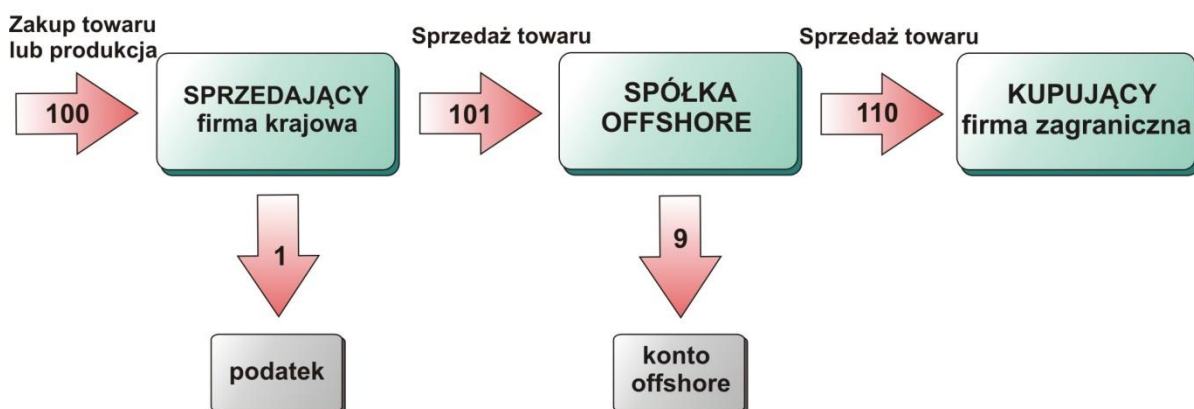 Zakup towaru
lub produkcja
100
SPRZEDAJĄCY
firma krajowa
Sprzedaż towaru
101
SPÓŁKA
OFFSHORE
Sprzedaż towaru
110
KUPUJĄCY
firma zagraniczna
1
9
podatek
konto
offshore